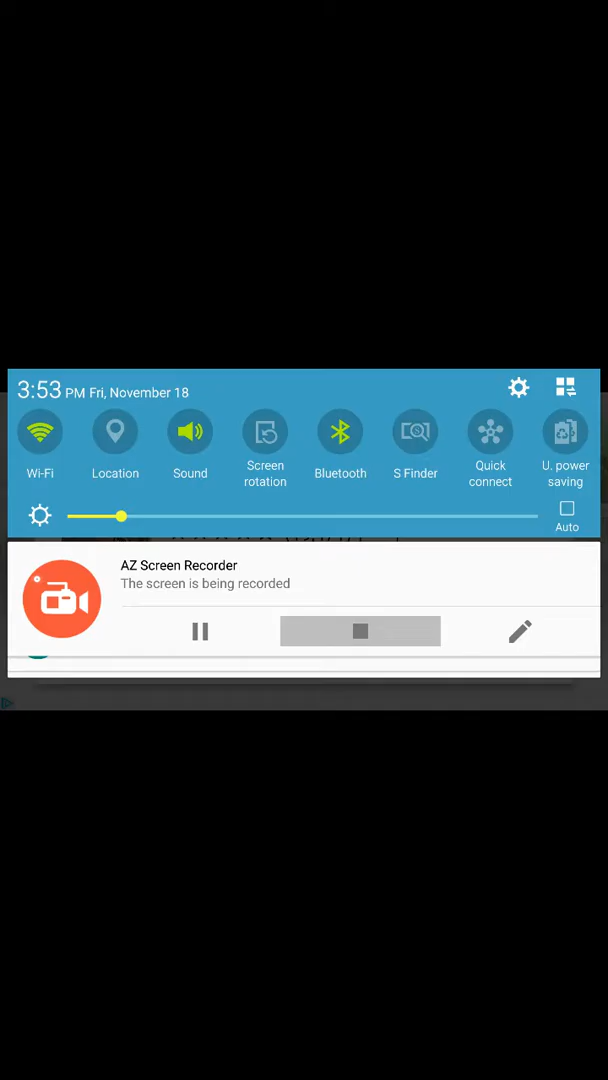 3:53 PM Fri, November 18
Wi-Fi
Location
Sound
Screen
rotation
Bluetooth
S Finder
Quick
connect
U. power
saving
Auto
AZ Screen Recorder
The screen is being recorded